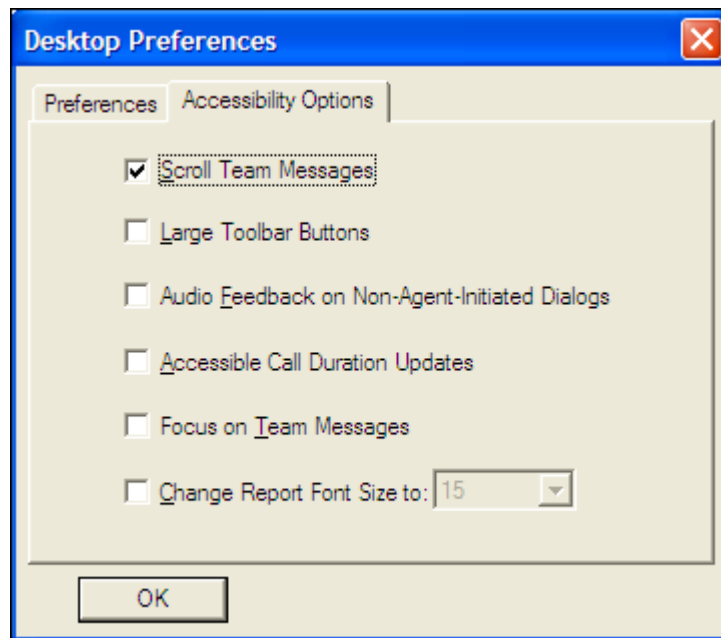 Desktop Preferences
Preferences
Accessibility Options
Scroll Team Messages
Large Toolbar Buttons
Audio Feedback on Non-Agent-Initiated Dialogs
Accessible Call Duration Updates
Focus on Team Messages
Change Report Font Size to: 15
OK